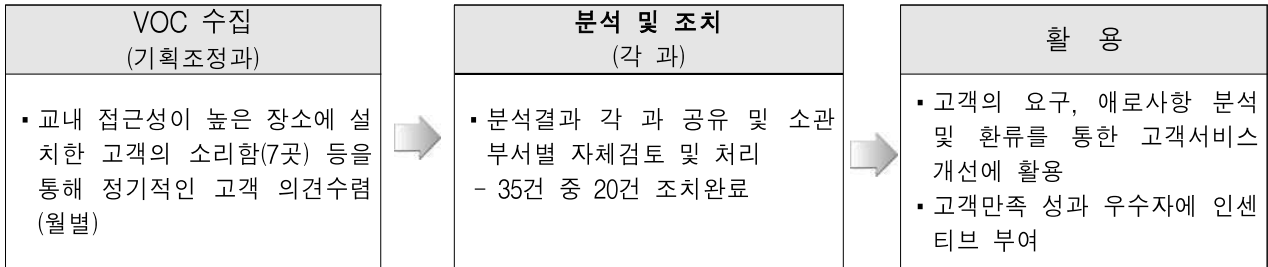 VOC 수집
(기획조정과)
▪ 교내 접근성이 높은 장소에 설
치한 고객의 소리함(7곳) 등을
통해 정기적인 고객 의견수렴
(월별)
분석 및 조치
(각 과)
▪ 분석결과 각 과 공유 및 소관
부서별 자체검토 및 처리
- 35건 중 20건 조치완료
활 용
▪ 고객의 요구, 애로사항 분석
및 환류를 통한 고객서비스
개선에 활용
▪ 고객만족 성과 우수자에 인센
티브 부여